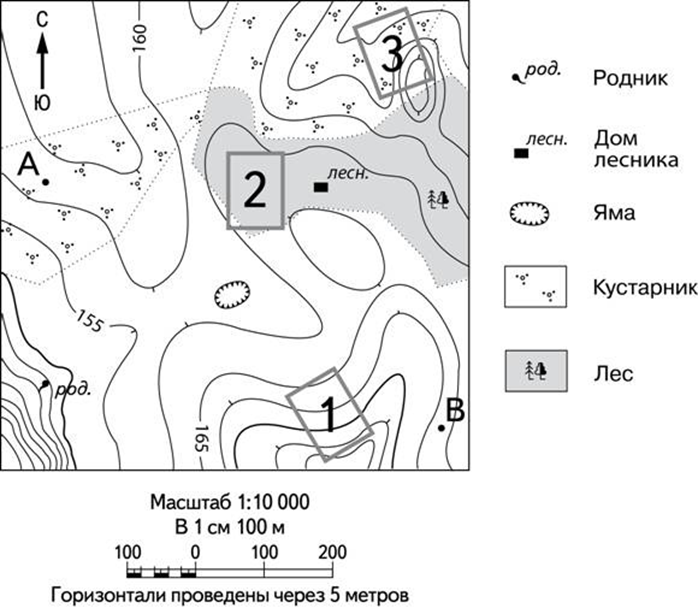 С
Ю
160
3
А
лесн.
2
155
род.
1
165
В
род.
Родник
лесн.
Дом
лесника
Яма
Кустарник
Лес
Масштаб 1:10 000
В 1 см 100 м
100 0 100 200
Горизонтали проведены через 5 метров